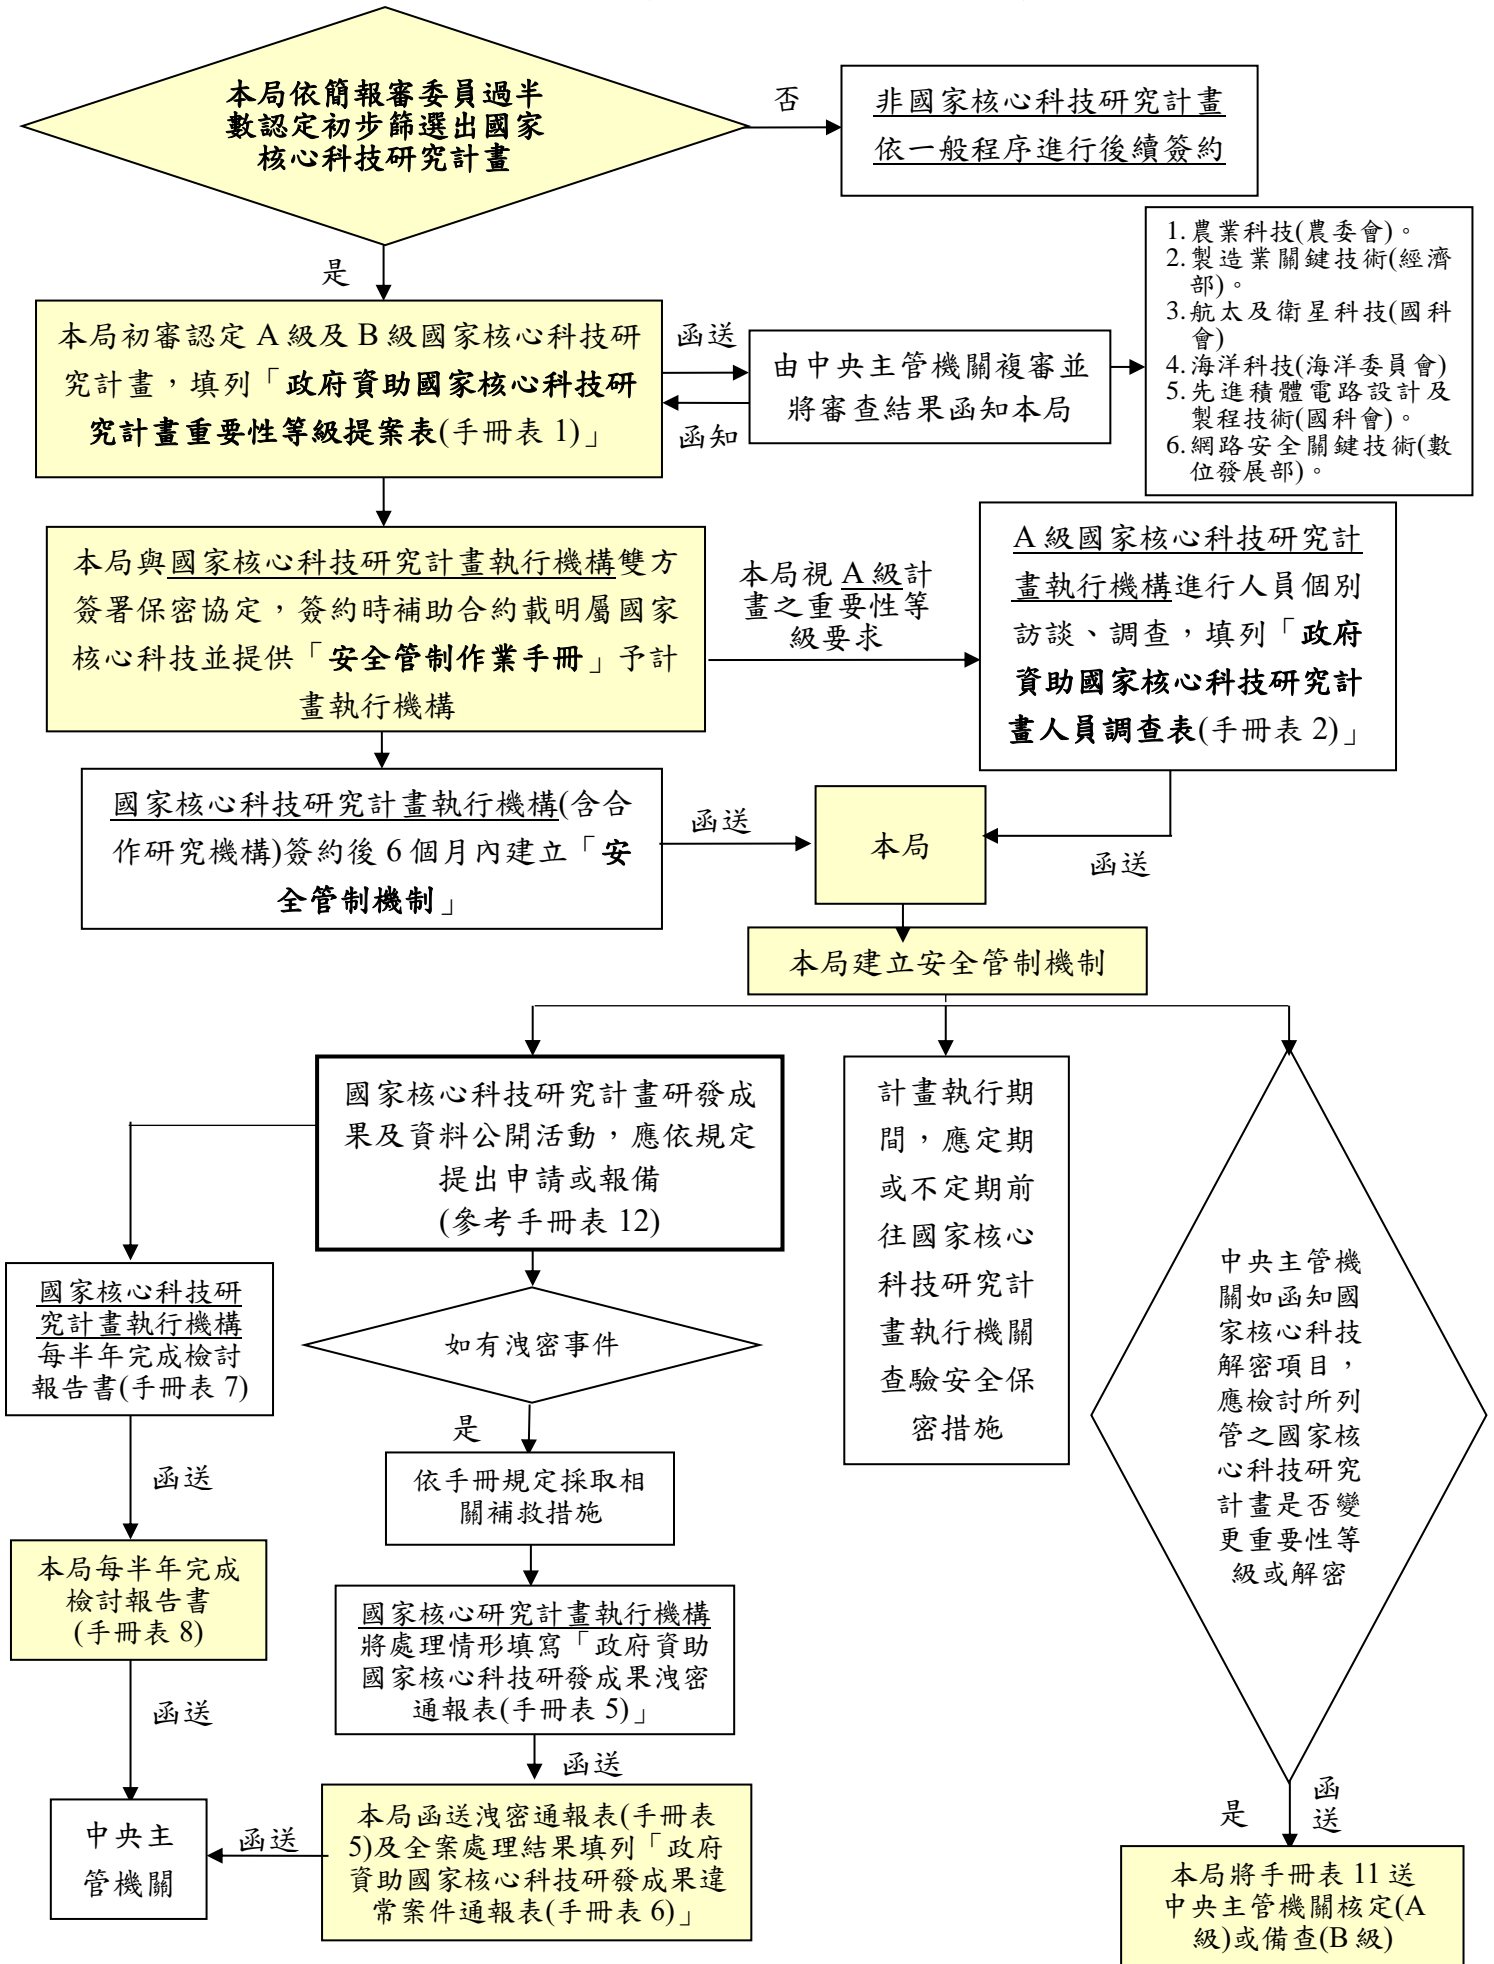 本局依簡報審委員過半
數認定初步篩選出國家
核心科技研究計畫
否
非國家核心科技研究計畫
依一般程序進行後續簽約
是
1.農業科技(農委會)。
2.製造業關鍵技術(經濟
部)。
3.航太及衛星科技(國科
會)
4.海洋科技(海洋委員會)
5.先進積體電路設計及
製程技術(國科會)。
6.網路安全關鍵技術(數
位發展部)。
本局初審認定 A 級及 B 級國家核心科技研
究計畫，填列「政府資助國家核心科技研
究計畫重要性等級提案表(手冊表 1)」
函送
函知
由中央主管機關複審並
將審查結果函知本局
本局與國家核心科技研究計畫執行機構雙方
簽署保密協定，簽約時補助合約載明屬國家
核心科技並提供「安全管制作業手冊」予計
畫執行機構
本局視 A 級計
畫之重要性等
級要求
A 級國家核心科技研究計
畫執行機構進行人員個別
訪談、調查，填列「政府
資助國家核心科技研究計
畫人員調查表(手冊表 2)」
國家核心科技研究計畫執行機構(含合
作研究機構)簽約後 6 個月內建立「安
全管制機制」
函送
本局
函送
本局建立安全管制機制
國家核心科技研究計畫研發成
果及資料公開活動，應依規定
提出申請或報備
(參考手冊表 12)
計畫執行期
間，應定期
或不定期前
往國家核心
科技研究計
畫執行機關
查驗安全保
密措施
中央主管機
關如函知國
家核心科技
解密項目，
應檢討所列
管之國家核
心科技研究
計畫是否變
更重要性等
級或解密
國家核心科技研
究計畫執行機構
每半年完成檢討
報告書(手冊表 7)
如有洩密事件
是
函送
依手冊規定採取相
關補救措施
本局每半年完成
檢討報告書
(手冊表 8)
國家核心研究計畫執行機構
將處理情形填寫「政府資助
國家核心科技研發成果洩密
通報表(手冊表 5)」
函送
函送
中央主
管機關
函送
本局函送洩密通報表(手冊表
5)及全案處理結果填列「政府
資助國家核心科技研發成果違
常案件通報表(手冊表 6)」
是
函
送
本局將手冊表 11 送
中央主管機關核定(A
級)或備查(B 級)